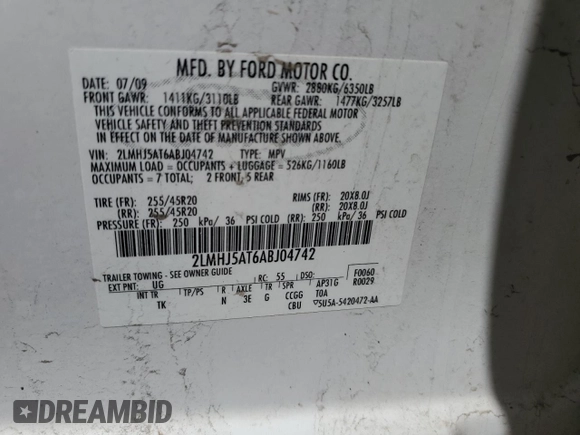 MFD. BY FORD MOTOR CO.
DATE: 07/09 GVWR: 2880KG/6350LB
FRONT GAWR: 1411KG/3110LB REAR GAWR: 1477KG/3257LB
THIS VEHICLE CONFORMS TO ALL APPLICABLE FEDERAL MOTOR
VEHICLE SAFETY AND THEFT PREVENTION STANDARDS
IN EFFECT ON THE DATE OF MANUFACTURE SHOWN ABOVE.
VIN: 2LMHJ5AT6ABJ04742 TYPE: MPV
MAXIMUM LOAD = OCCUPANTS + LUGGAGE = 526KG/1160LB
OCCUPANTS = 7 TOTAL; 2 FRONT, 5 REAR
TIRE (FR): 255/45R20 RIMS (FR): 20X8.0J
(RR): 255/45R20 (RR): 20X8.0J
PRESSURE (FR): 250 kPa/ 36 PSI COLD (RR): 250 kPa/ 36 PSI COLD
2LMHJ5AT6ABJ04742
TRAILER TOWING - SEE OWNER GUIDE
EXT PNT: UG RC: 55 DSO: F0060
INT TR TP/PS R AXLE TR SPR AP31G R0029
TK N 3E G CCGG TOA
CBU 5U5A-5420472-AA
DREAMBID